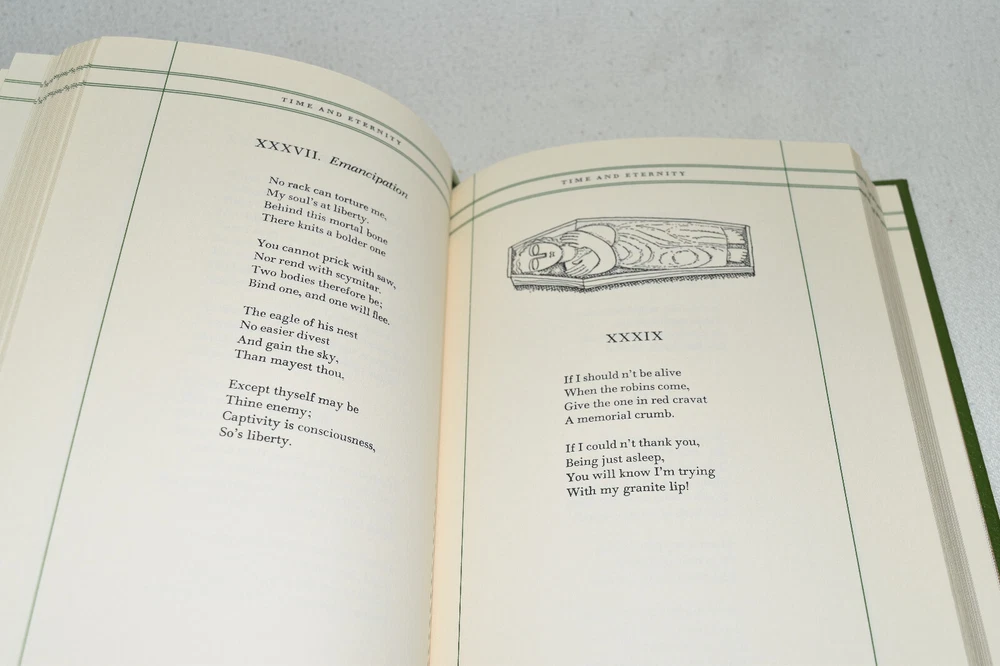 TIME AND ETERNITY
XXXVII. Emancipation
No rack can torture me,
My soul's at liberty.
Behind this mortal bone
There knits a bolder one
You cannot prick with saw,
Nor rend with scymitar.
Two bodies therefore be;
Bind one, and one will flee.
The eagle of his nest
No easier divest
And gain the sky,
Than mayest thou,
Except thyself may be
Thine enemy;
Captivity is consciousness,
So's liberty.
TIME AND ETERNITY
XXXIX
If I should n't be alive
When the robins come,
Give the one in red cravat
A memorial crumb.
If I could n't thank you,
Being just asleep,
You will know I'm trying
With my granite lip!